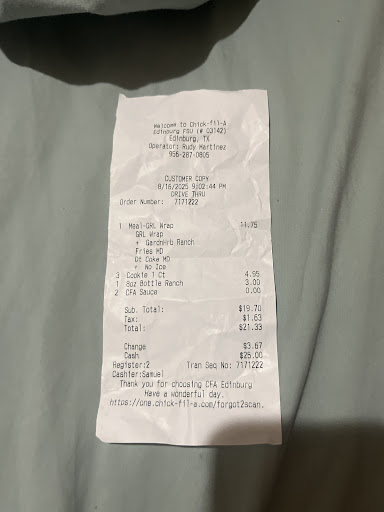 Welcome to Chick-fil-A
Edinburg FSU (# 03142)
Edinburg, TX
Operator: Rudy Martinez
956-287-0805
CUSTOMER COPY
8/16/2025 9:02:44 PM
DRIVE THRU
Order Number: 7171222
1 Meal-GRL Wrap 11.75
GRL Wrap
+ GardnHrb Ranch
Fries MD
Dt Coke MD
- No Ice
3 Cookie 1 Ct 4.95
1 8oz Bottle Ranch 3.00
2 CFA Sauce 0.00
Sub. Total: $19.70
Tax: $1.63
Total: $21.33
Change $3.67
Cash $25.00
Register:2 Tran Seq No: 7171222
Cashier:Samuel
Thank you for choosing CFA Edinburg
Have a wonderful day.
https://one.chick-fil-a.com/forgot2scan.